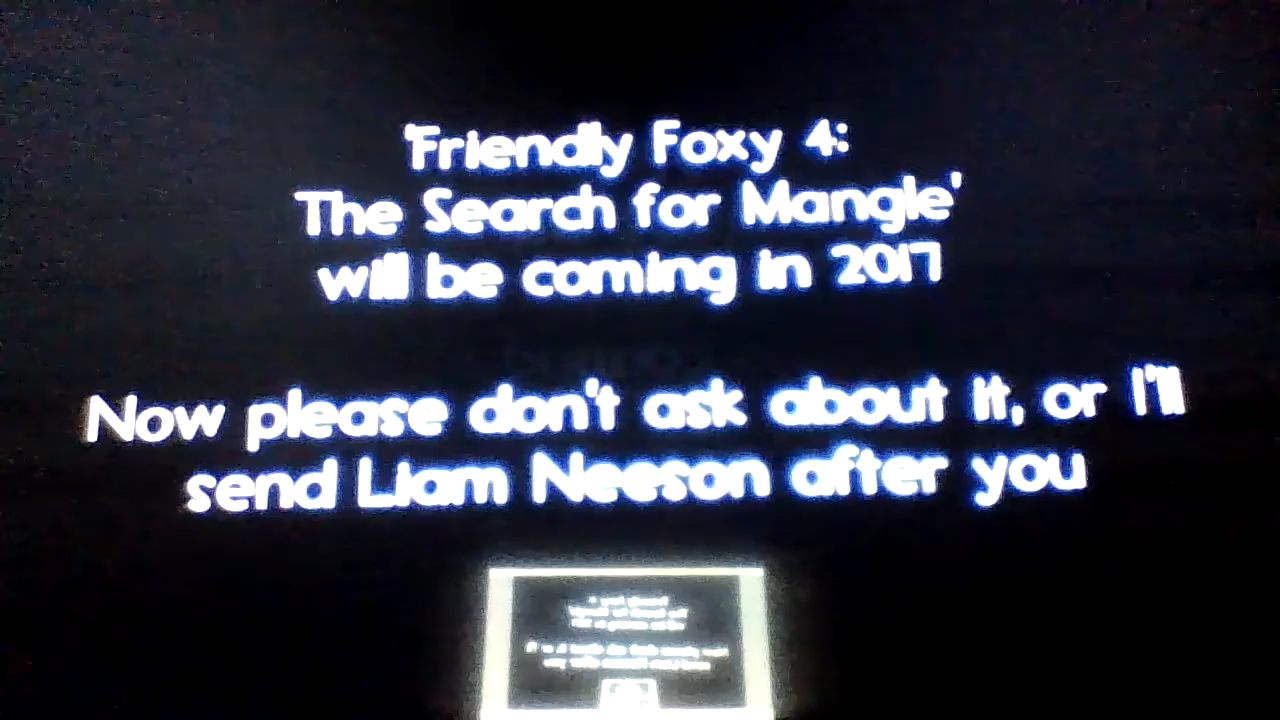 'Friendly Foxy 4:
The Search for Mangle'
will be coming in 2017
Now please don't ask about it, or I'll
send Liam Neeson after you